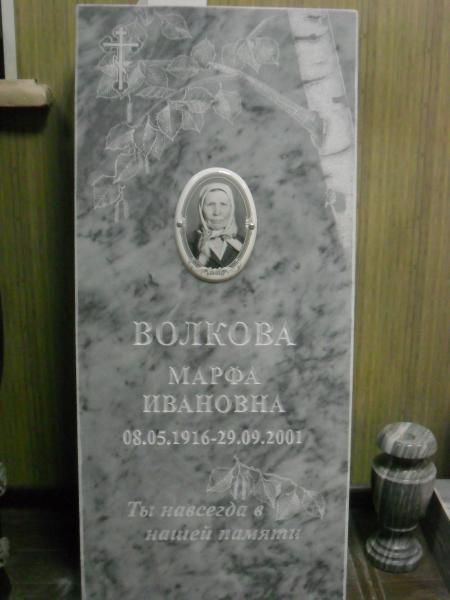 ВОЛКОВА
МАРФА
ИВАНОВНА
08.05.1916-29.09.2001
Ты навсегда в
нашей памяти